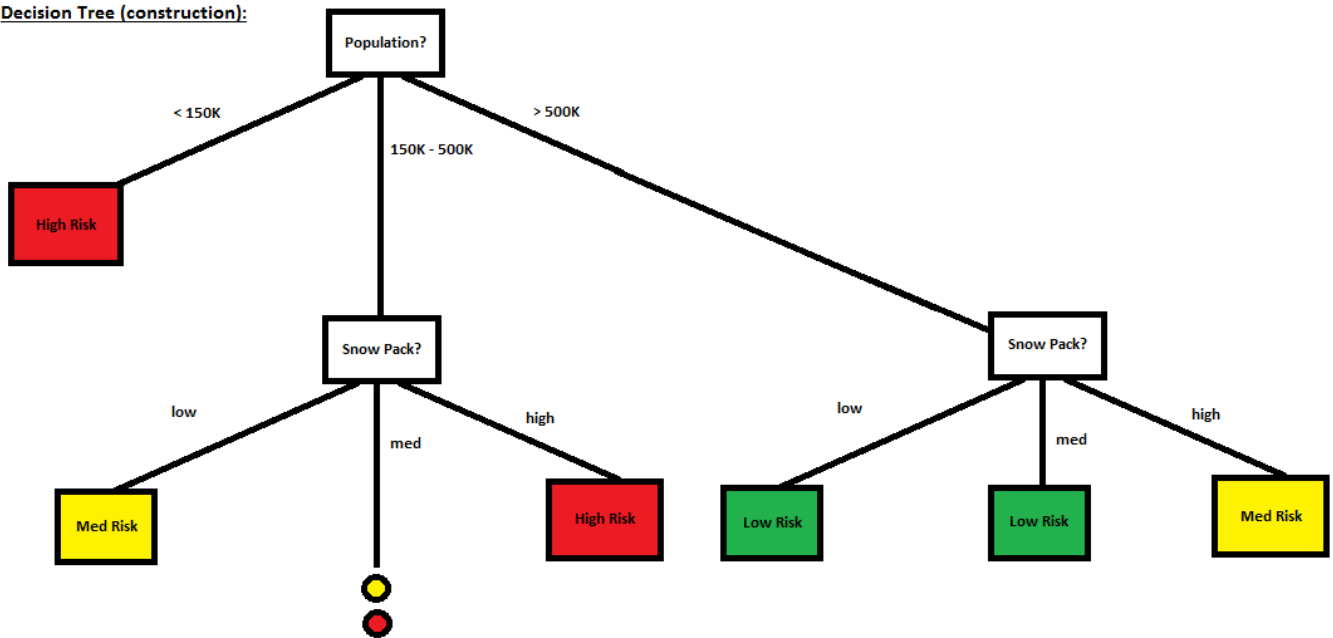 Decision Tree (construction):
Population?
< 150K
150K - 500K
> 500K
High Risk
Snow Pack?
Snow Pack?
low
med
high
low
med
high
Med Risk
High Risk
Low Risk
Low Risk
Med Risk